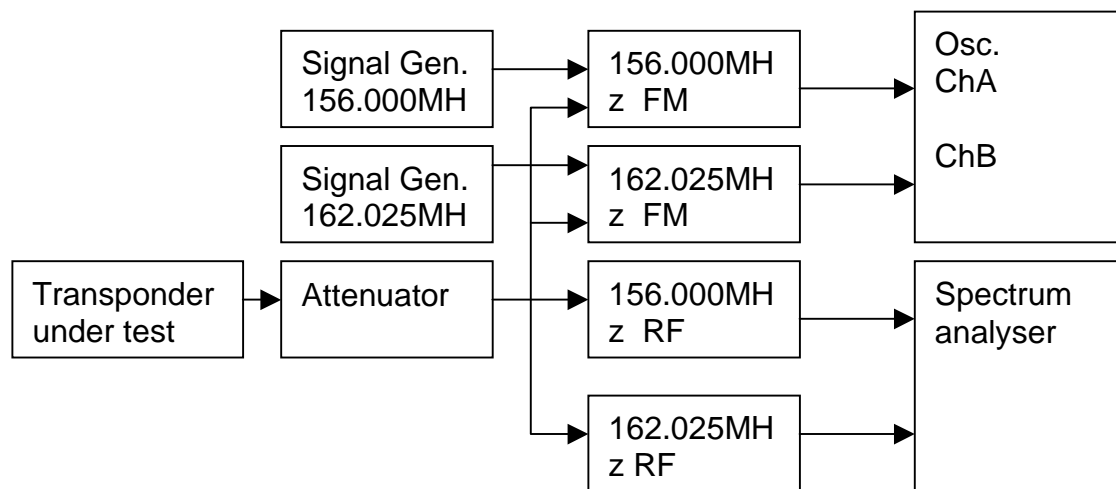 Signal Gen.
156.000MH
156.000MH
z FM
Osc.
ChA
ChB
Signal Gen.
162.025MH
162.025MH
z FM
Transponder
under test
Attenuator
156.000MH
z RF
Spectrum
analyser
162.025MH
z RF